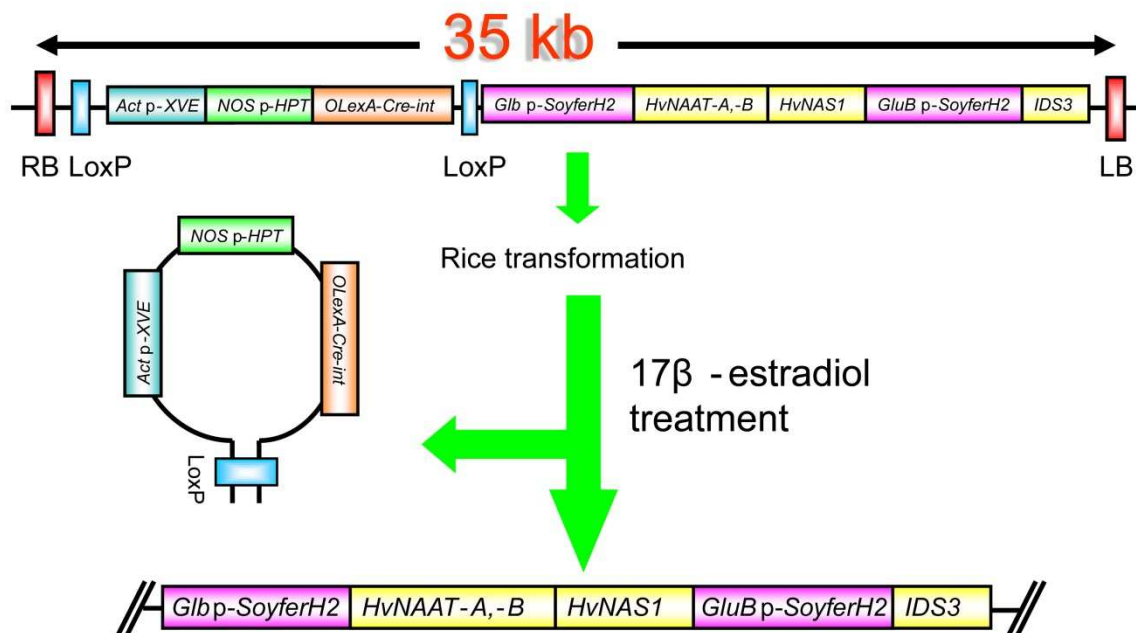 35 kb
Act p-XVE NOS p-HPT OLexA-Cre-int Glb p-SoyferH2 HvNAAT-A,-B HvNAS1 GluB p-SoyferH2 IDS3
RB LoxP LoxP LB
Rice transformation
NOS p-HPT
Act p-XVE
OLexA-Cre-int
LoxP
17β - estradiol
treatment
Glb p-SoyferH2 HvNAAT-A,-B HvNAS1 GluB p-SoyferH2 IDS3